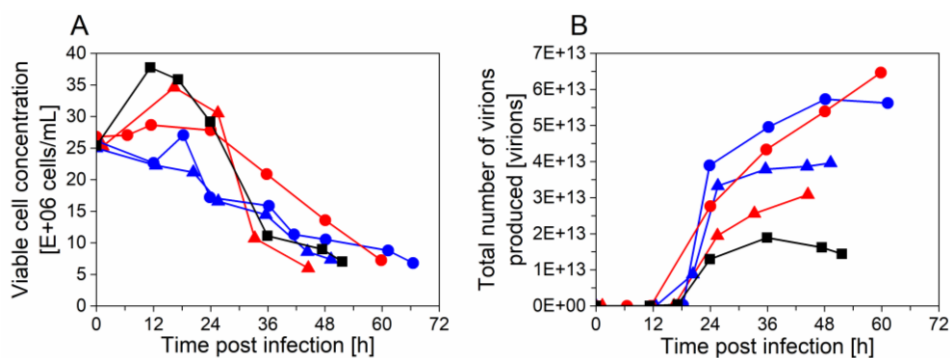 A
Viable cell concentration
[E+06 cells/mL]
40
35
30
25
20
15
10
5
0
0 12 24 36 48 60 72
Time post infection [h]
B
Total number of virions
produced [virions]
7E+13
6E+13
5E+13
4E+13
3E+13
2E+13
1E+13
0E+00
0 12 24 36 48 60 72
Time post infection [h]